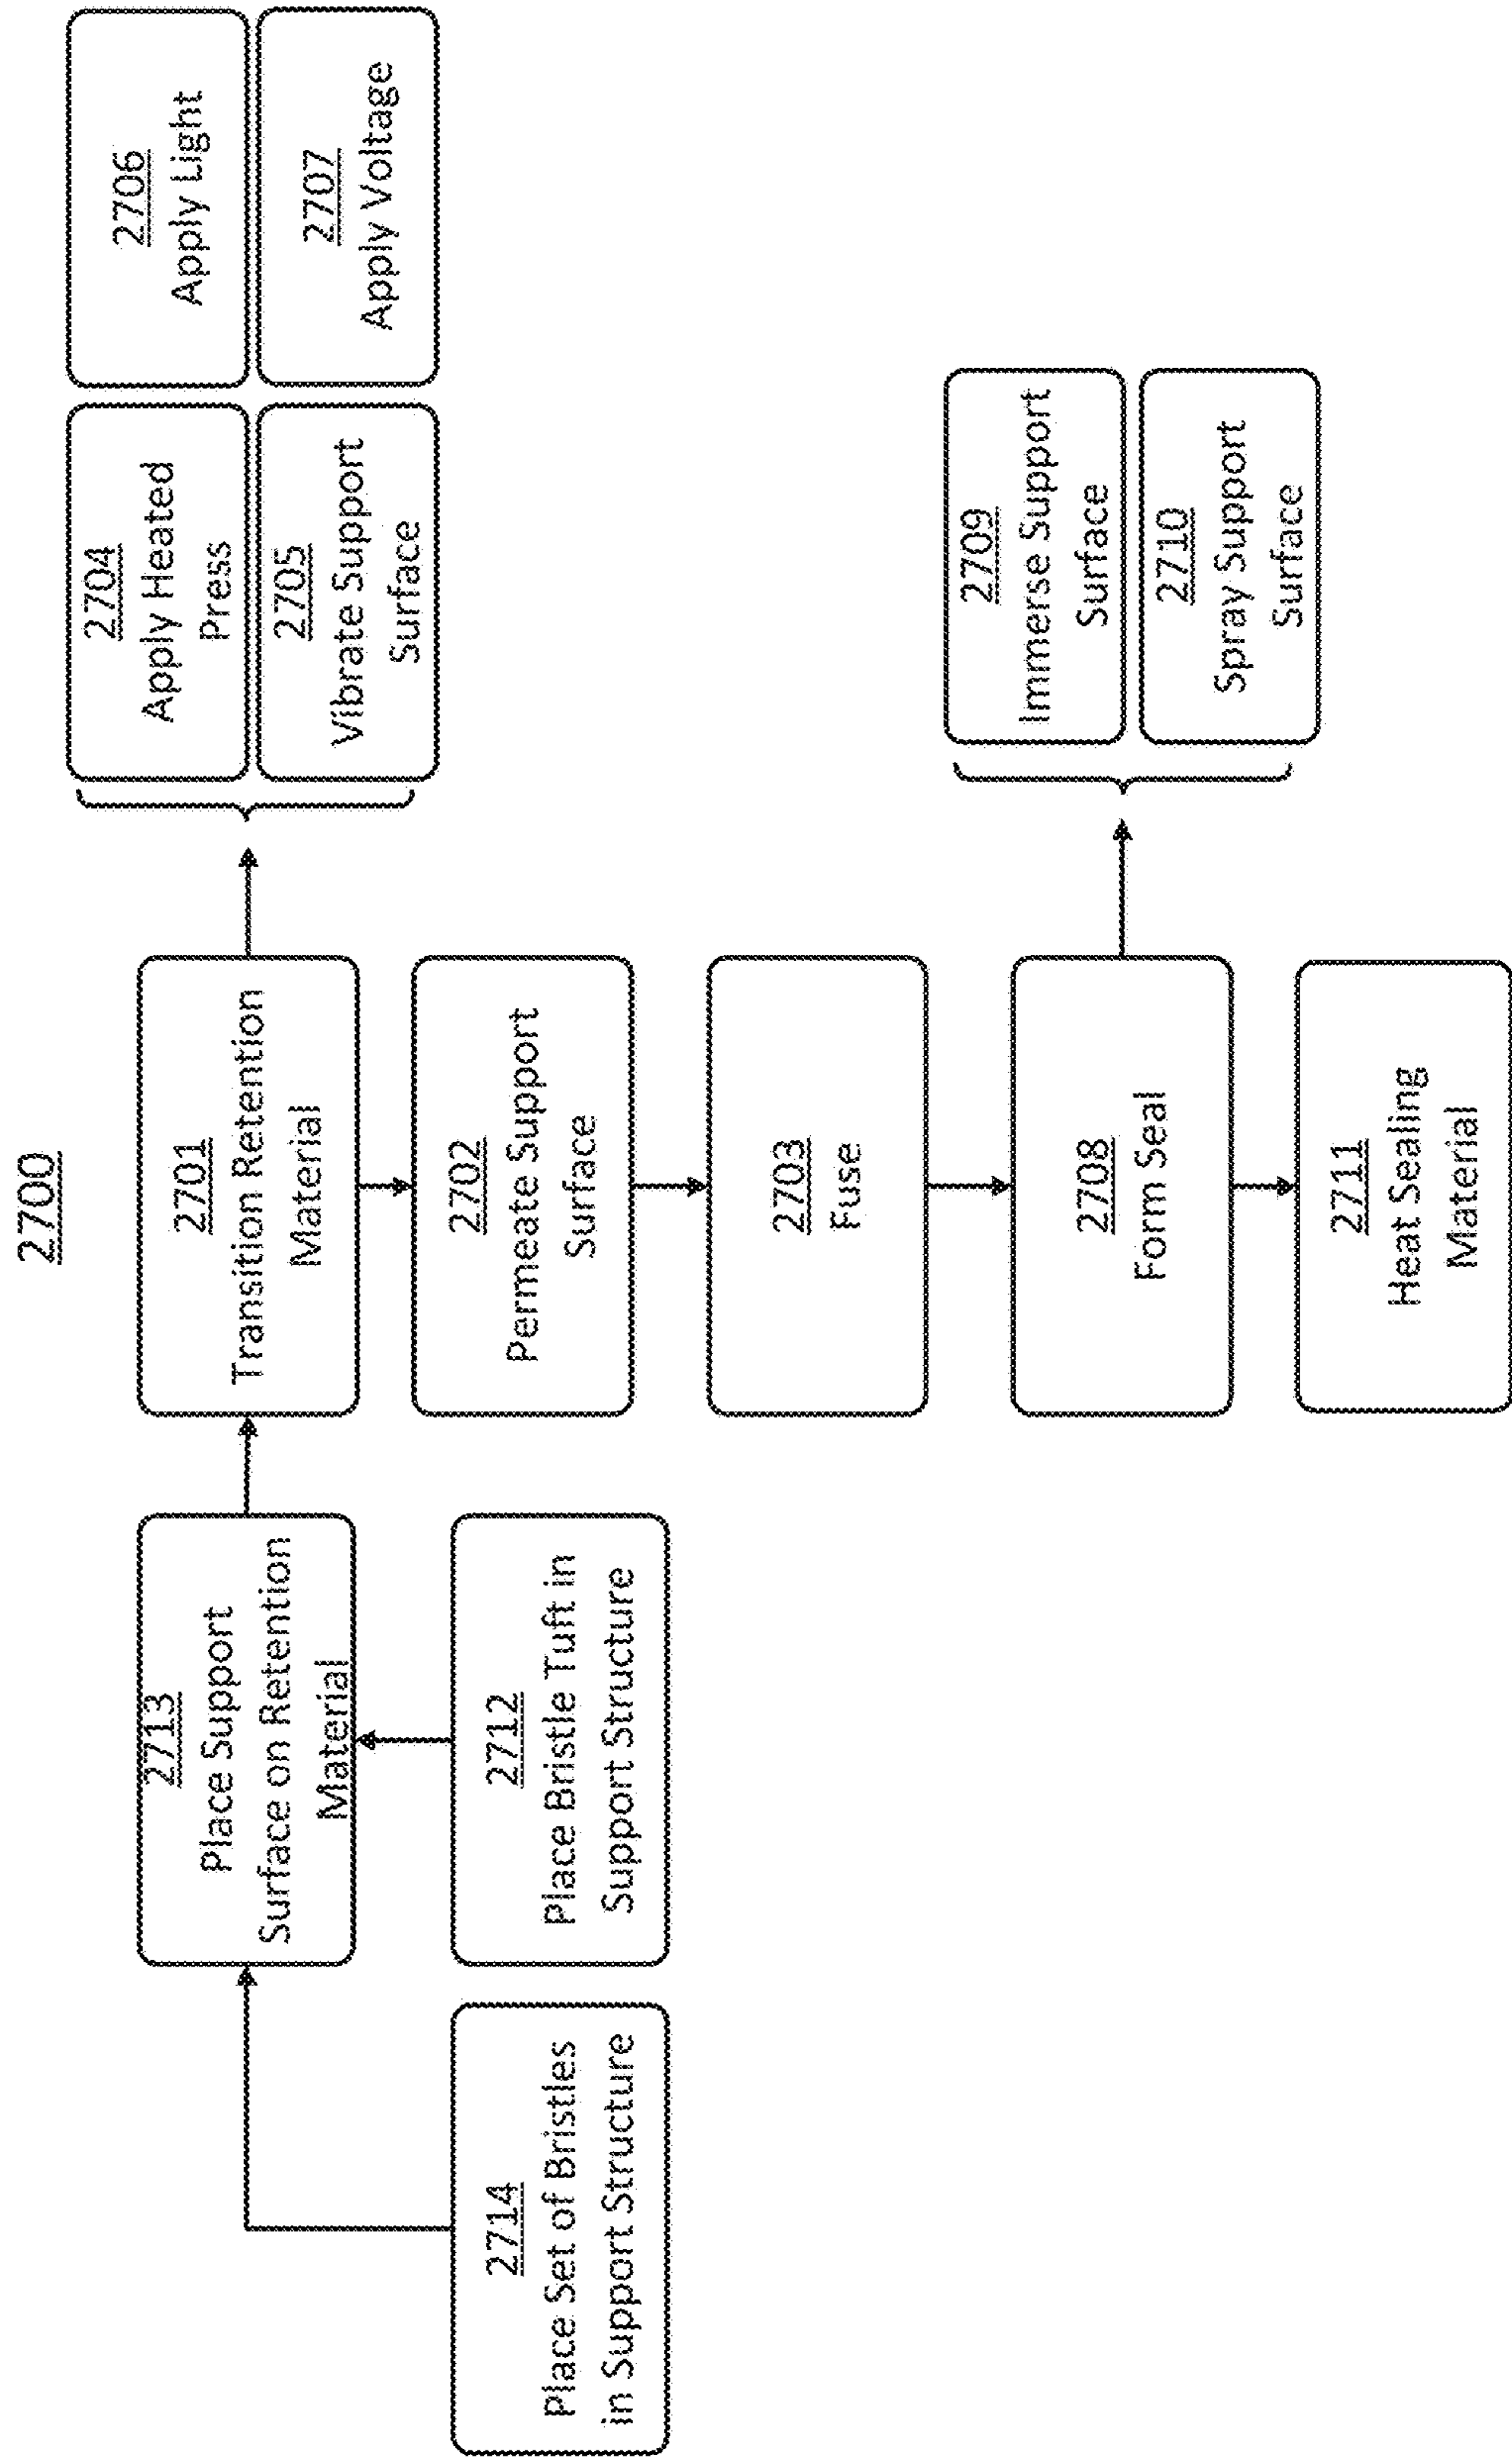 2700
2714
Place Set of Bristles
in Support Structure
2713
Place Support
Surface on Retention
Material
2712
Place Bristle Tuft in
Support Structure
2701
Transition Retention
Material
2702
Permeate Support
Surface
2703
Fuse
2708
Form Seal
2711
Heat Sealing
Material
2704
Apply Heated
Press
2705
Vibrate Support
Surface
2706
Apply Light
2707
Apply Voltage
2709
Immerse Support
Surface
2710
Spray Support
Surface